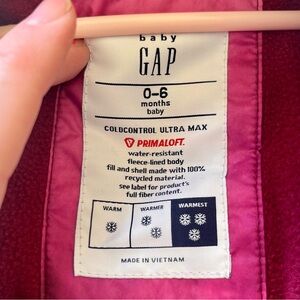 baby
GAP
0-6
months
baby
COLDCONTROL ULTRA MAX
PRIMALOFT.
water-resistant
fleece-lined body
fill and shell made with 100%
recycled material.
see label for product's
full fiber content.
WARM WARMER WARMEST
MADE IN VIETNAM